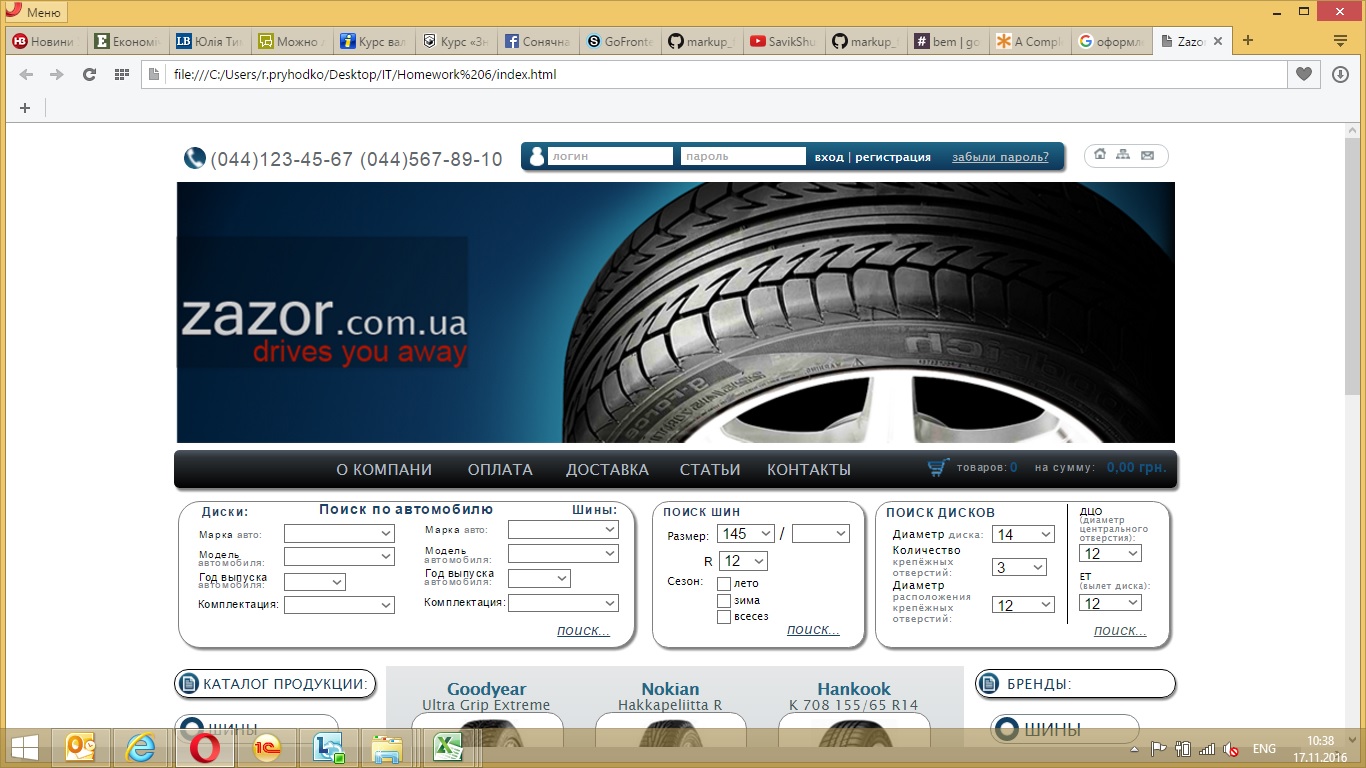 Меню
Новини
Економі
Юлія Тим
Можно
Курс вал
Курс «Зн
Сонячна
GoFronte
markup_
SavikShu
markup_
bem | go
A Compl
оформл
Zazo
file:///C:/Users/r.pryhodko/Desktop/IT/Homework%206/index.html
(044)123-45-67 (044)567-89-10
логин
пароль
вход | регистрация
забыли пароль?
zazor.com.ua
drives you away
О КОМПАНИ ОПЛАТА ДОСТАВКА СТАТЬИ КОНТАКТЫ
товаров: 0 на сумму: 0,00 грн.
Поиск по автомобилю
Диски:
Марка авто:
Модель
автомобиля:
Год выпуска
автомобиля:
Комплектация:
Шины:
Марка авто:
Модель
автомобиля:
Год выпуска
автомобиля:
Комплектация:
ПОИСК...
ПОИСК ШИН
Размер: 145 /
R 12
Сезон: лето
зима
всесез
ПОИСК...
ПОИСК ДИСКОВ
Диаметр диска: 14
Количество
крепёжных
отверстий: 3
Диаметр
расположения
крепёжных
отверстий: 12
ДЦО
(диаметр
центрального
отверстия):
12
ET
(вылет диска):
12
ПОИСК...
КАТАЛОГ ПРОДУКЦИИ:
ШИНЫ
Goodyear
Ultra Grip Extreme
Nokian
Hakkapeliitta R
Hankook
K 708 155/65 R14
БРЕНДЫ:
ШИНЫ
ENG
10:38
17.11.2016